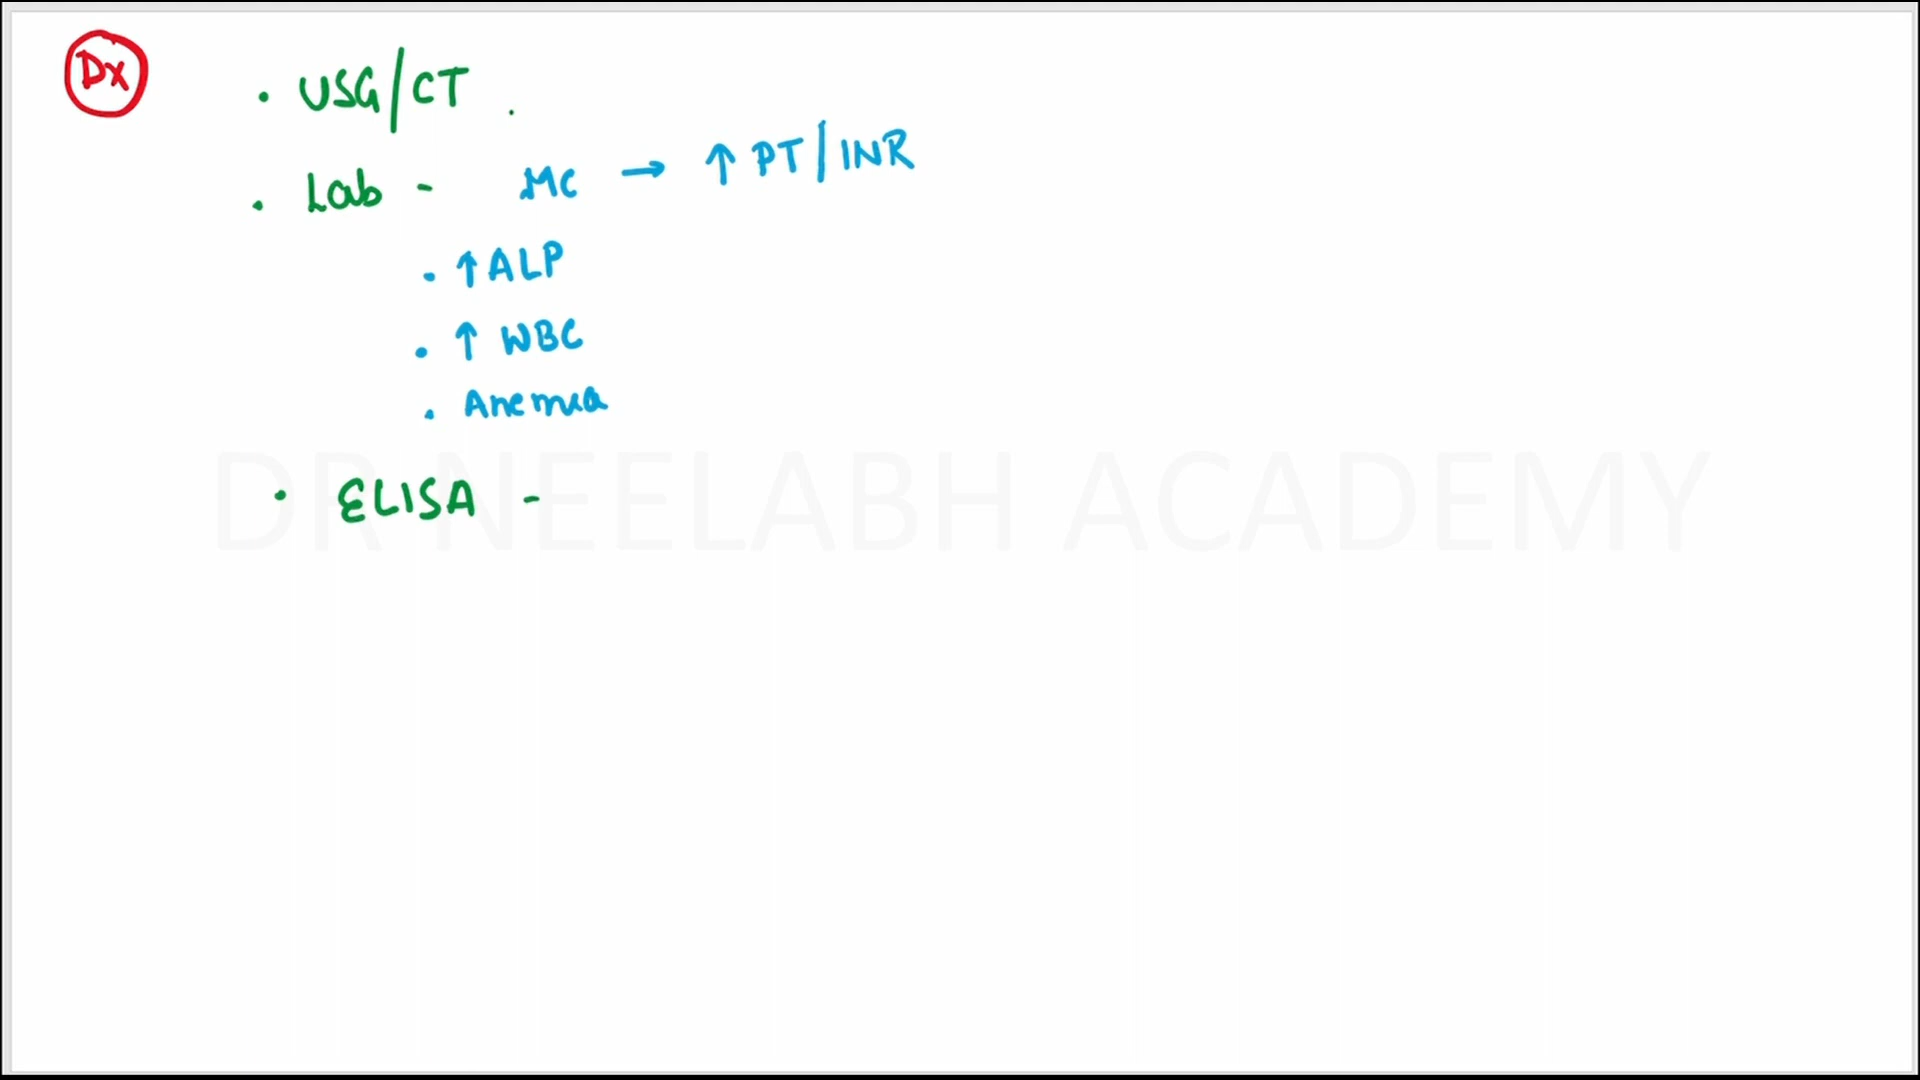 Dx
• USG/CT .
• Lab - MC → ↑ PT/INR
• ↑ ALP
• ↑ WBC
• Anemia
• ELISA -
DR NEELABH ACADEMY